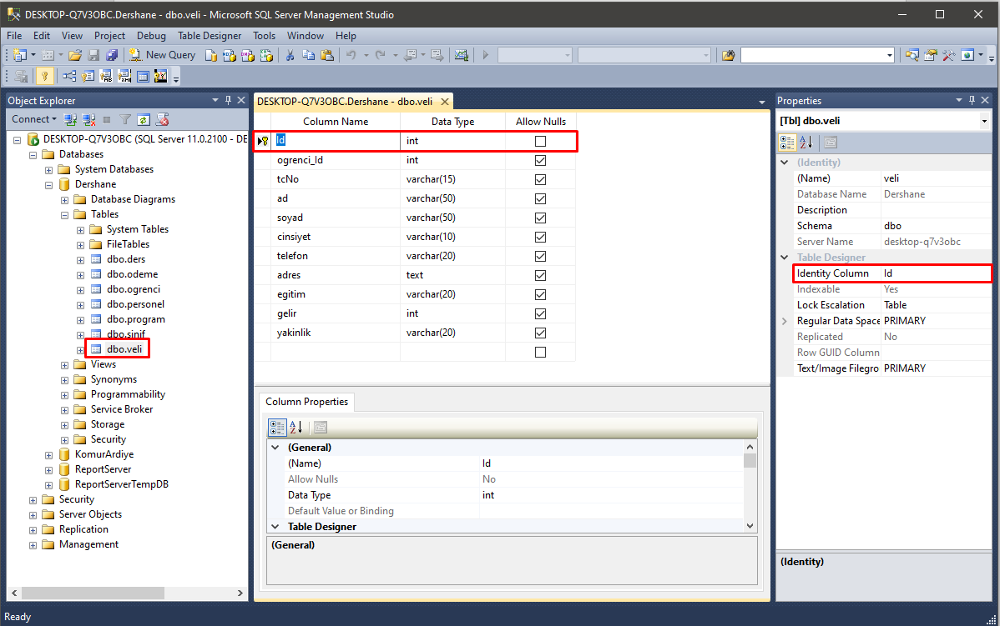 DESKTOP-Q7V3OBC.Dershane - dbo.veli - Microsoft SQL Server Management Studio
File Edit View Project Debug Table Designer Tools Window Help
New Query
Object Explorer
Connect
DESKTOP-Q7V3OBC (SQL Server 11.0.2100 - DE
Databases
System Databases
Dershane
Database Diagrams
Tables
System Tables
FileTables
dbo.ders
dbo.odeme
dbo.ogrenci
dbo.personel
dbo.program
dbo.sinif
dbo.veli
Views
Synonyms
Programmability
Service Broker
Storage
Security
KomurArdiye
ReportServer
ReportServerTempDB
Security
Server Objects
Replication
Management
DESKTOP-Q7V3OBC.Dershane - dbo.veli
Column Name Data Type Allow Nulls
Id int
ogrenci_Id int
tcNo varchar(15)
ad varchar(50)
soyad varchar(50)
cinsiyet varchar(10)
telefon varchar(20)
adres text
egitim varchar(20)
gelir int
yakinlik varchar(20)
Column Properties
(General)
(Name) Id
Allow Nulls No
Data Type int
Default Value or Binding
Table Designer
(General)
Properties
[Tbl] dbo.veli
(Identity)
(Name) veli
Database Name Dershane
Description
Schema dbo
Server Name desktop-q7v3obc
Table Designer
Identity Column Id
Indexable Yes
Lock Escalation Table
Regular Data Space PRIMARY
Replicated No
Row GUID Column
Text/Image Filegro PRIMARY
(Identity)
Ready